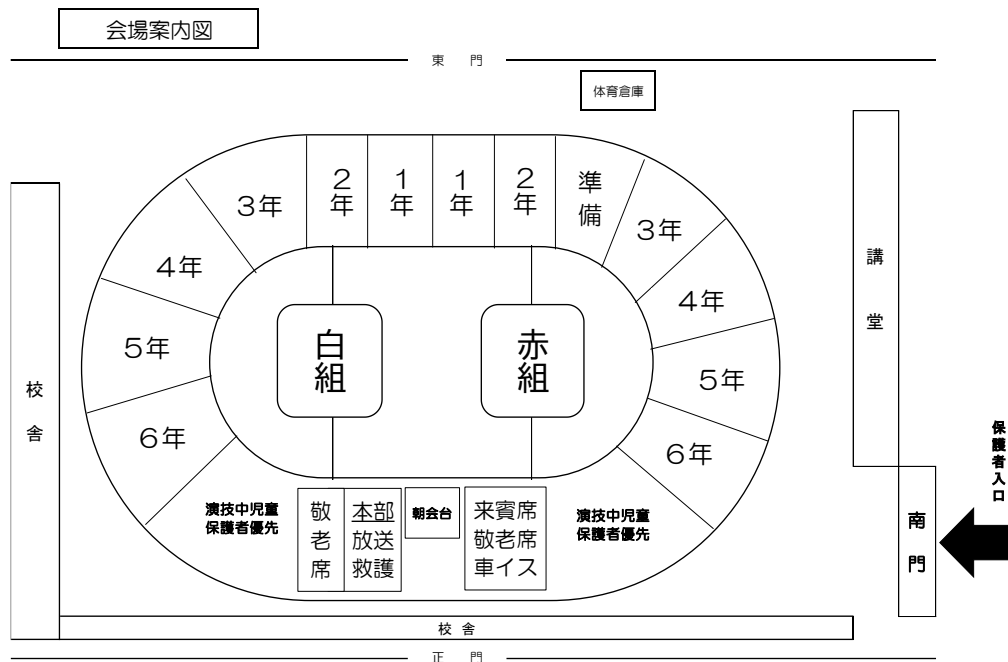 会場案内図
東 門
体育倉庫
3年
2年
1年
1年
2年
準備
3年
4年
4年
5年
5年
6年
6年
白組
赤組
講堂
校舎
演技中児童
保護者優先
敬老席
本部
放送
救護
朝会台
来賓席
敬老席
車イス
演技中児童
保護者優先
保護者入口
南門
校 舎
正 門